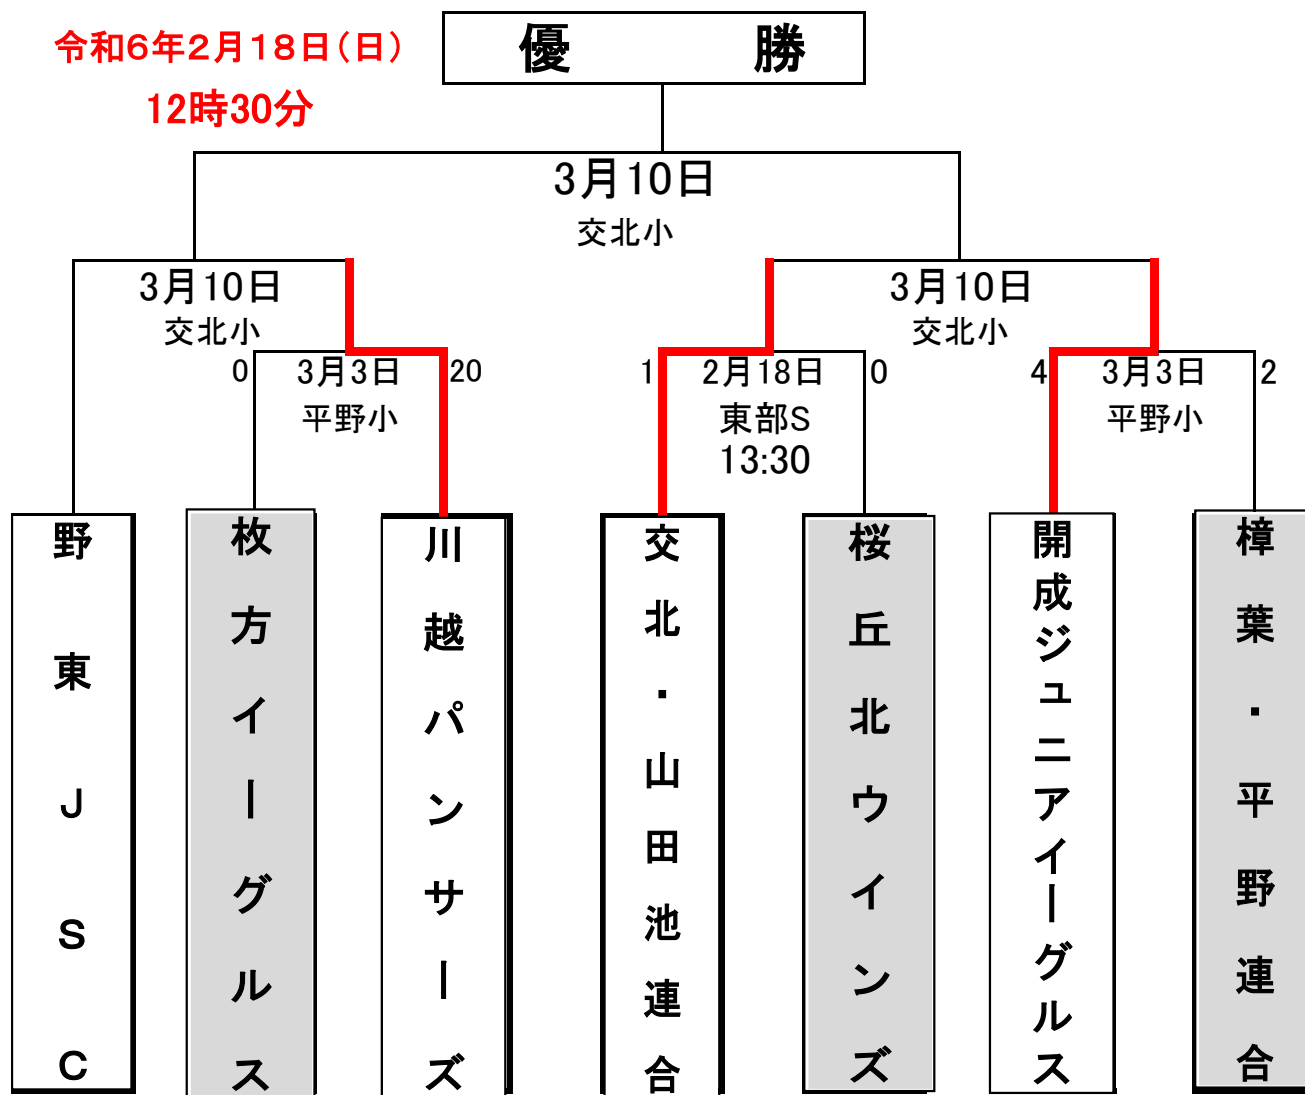 令和6年2月18日(日)
12時30分
優 勝
3月10日
交北小
3月10日
交北小
3月10日
交北小
0
3月3日
20
平野小
1
2月18日
0
東部S
13:30
4
3月3日
2
平野小
野東JSC
枚方イーグルス
川越パンサーズ
交北・山田池連合
桜丘北ウインズ
開成ジュニアイーグルス
樟葉・平野連合